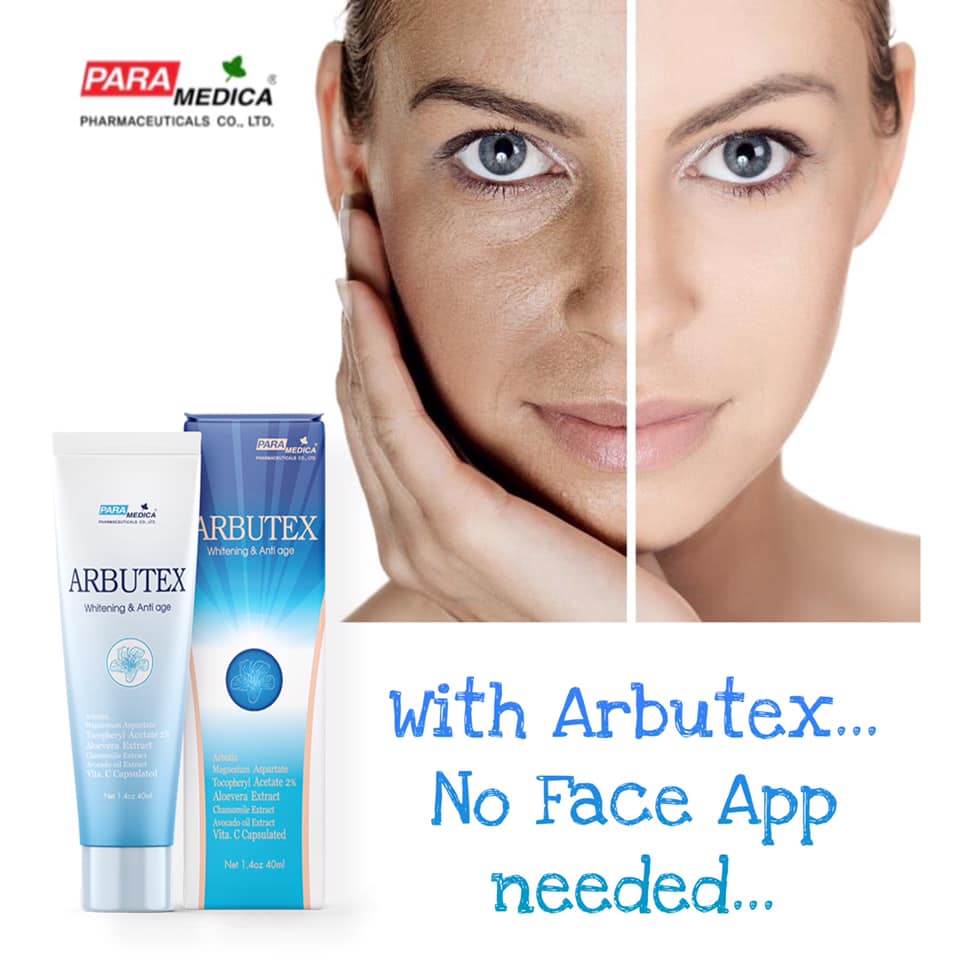 PARA
MEDICA
®
PHARMACEUTICALS CO., LTD.
PARA
MEDICA
PHARMACEUTICALS CO., LTD.
ARBUTEX
Whitening & Anti age
Arbutin
Magnesium Aspartate
Tocopheryl Acetate 2%
Aloevera Extract
Chamomile Extract
Avocado oil Extract
Vita. C Capsulated
Net 1.4oz 40ml
PARA
MEDICA
PHARMACEUTICALS CO., LTD.
ARBUTEX
Whitening & Anti age
Arbutin
Magnesium Aspartate
Tocopheryl Acetate 2%
Aloevera Extract
Chamomile Extract
Avocado oil Extract
Vita. C Capsulated
Net 1.4oz 40ml
With Arbutex...
No Face App
needed...